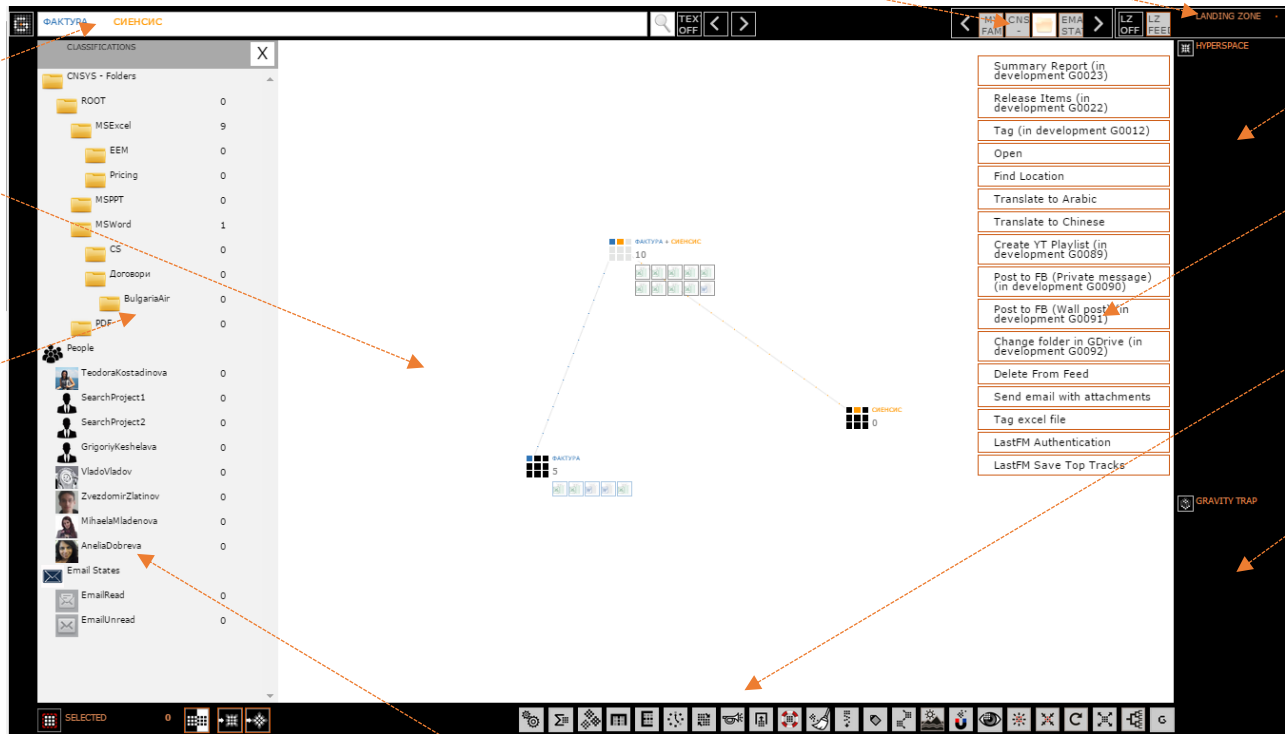 ФАКТУРА СИЕНСИС
TEX
OFF
CNS
-
EMA
STA
LZ
OFF
LZ
FEE
LANDING ZONE -
CLASSIFICATIONS
X
HYPERSPACE
CNSYS - Folders
ROOT 0
MSExcel 9
EEM 0
Pricing 0
MSPPT 0
MSWord 1
CS 0
Договори 0
BulgariaAir 0
PDF 0
People
TeodoraKostadinova 0
SearchProject1 0
SearchProject2 0
GrigoriyKeshelava 0
VladoVladov 0
ZvezdomirZlatinov 0
MihaelaMladenova 0
AneliaDobreva 0
Email States
EmailRead 0
EmailUnread 0
ФАКТУРА + СИЕНСИС
10
СИЕНСИС
0
ФАКТУРА
5
Summary Report (in
development G0023)
Release Items (in
development G0022)
Tag (in development G0012)
Open
Find Location
Translate to Arabic
Translate to Chinese
Create YT Playlist (in
development G0089)
Post to FB (Private message)
(in development G0090)
Post to FB (Wall post) (in
development G0091)
Change folder in GDrive (in
development G0092)
Delete From Feed
Send email with attachments
Tag excel file
LastFM Authentication
LastFM Save Top Tracks
GRAVITY TRAP
SELECTED 0